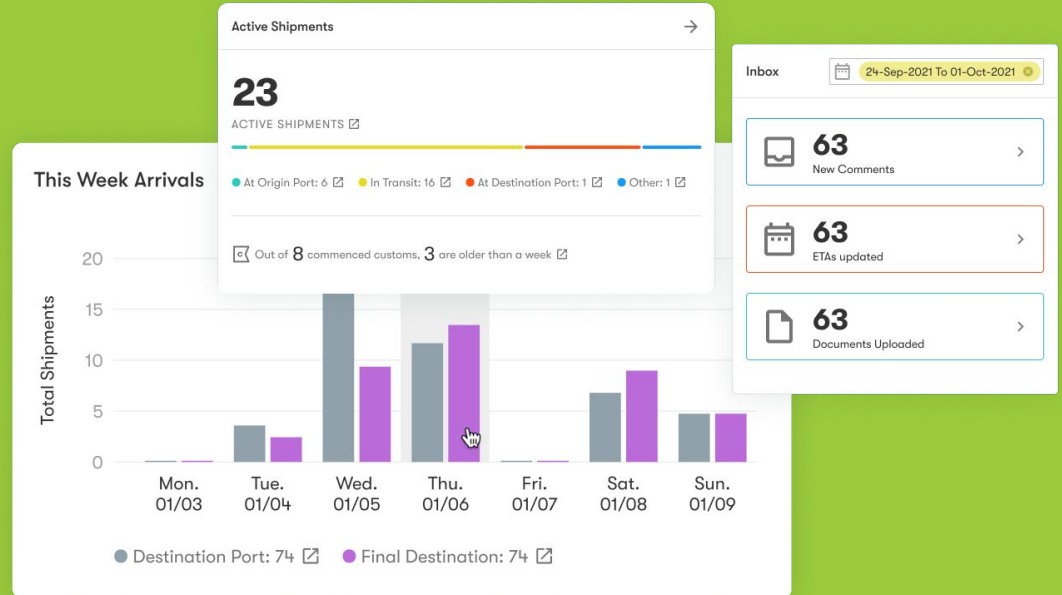 Active Shipments
23
ACTIVE SHIPMENTS
At Origin Port: 6 In Transit: 16 At Destination Port: 1 Other: 1
Out of 8 commenced customs, 3 are older than a week
Inbox
24-Sep-2021 To 01-Oct-2021
63
New Comments
63
ETAs updated
63
Documents Uploaded
This Week Arrivals
Total Shipments
20
15
10
5
0
Mon. Tue. Wed. Thu. Fri. Sat. Sun.
01/03 01/04 01/05 01/06 01/07 01/08 01/09
Destination Port: 74 Final Destination: 74